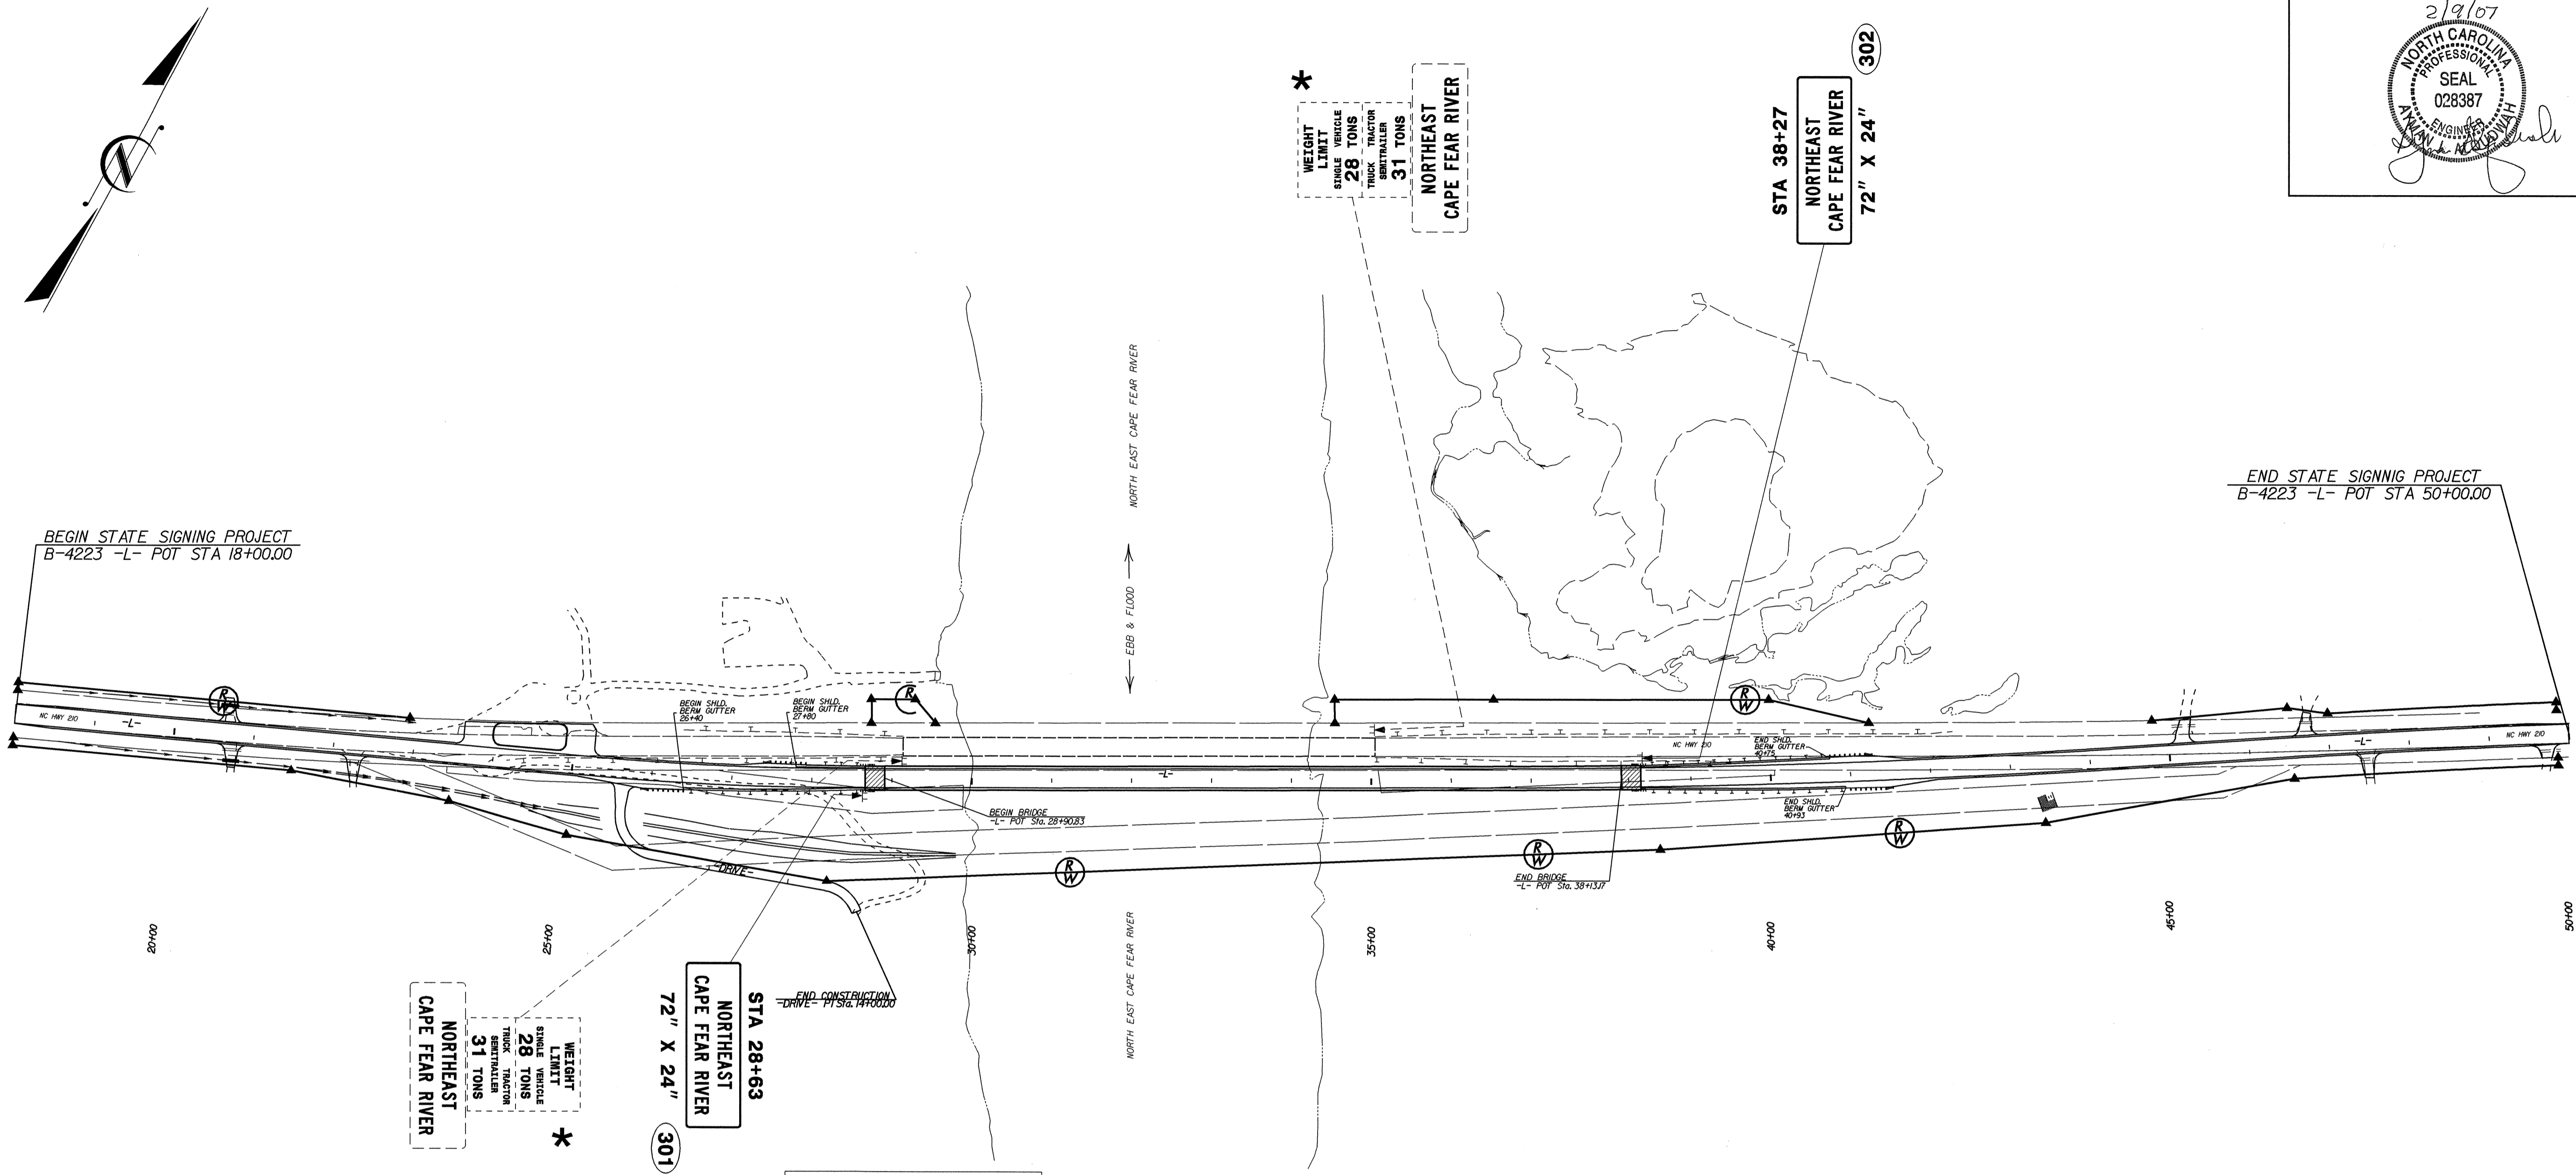 2/9/07
NORTH CAROLINA
PROFESSIONAL
SEAL
028387
ENGINEER
*
WEIGHT
LIMIT
SINGLE VEHICLE
28 TONS
TRUCK TRACTOR
SEMITRAILER
31 TONS
NORTHEAST
CAPE FEAR RIVER
STA 38+27
NORTHEAST
CAPE FEAR RIVER
72" X 24"
302
NORTH EAST CAPE FEAR RIVER
EBB & FLOOD
BEGIN STATE SIGNING PROJECT
B-4223 -L- POT STA 18+00.00
END STATE SIGNNIG PROJECT
B-4223 -L- POT STA 50+00.00
R/W
R
R/W
NC HWY 210
-L-
BEGIN SHLD.
BERM GUTTER
26+40
BEGIN SHLD.
BERM GUTTER
27+80
-L-
NC HWY 210
END SHLD.
BERM GUTTER
40+75
-L-
NC HWY 210
BEGIN BRIDGE
-L- POT Sta. 28+90.83
END SHLD.
BERM GUTTER
40+93
-DRIVE-
R/W
R/W
R/W
END BRIDGE
-L- POT Sta. 38+13.17
20+00
25+00
30+00
35+00
40+00
45+00
50+00
NORTH EAST CAPE FEAR RIVER
END CONSTRUCTION
-DRIVE- PT Sta. 14+00.00
STA 28+63
NORTHEAST
CAPE FEAR RIVER
72" X 24"
301
WEIGHT
LIMIT
SINGLE VEHICLE
28 TONS
TRUCK TRACTOR
SEMITRAILER
31 TONS
*
NORTHEAST
CAPE FEAR RIVER